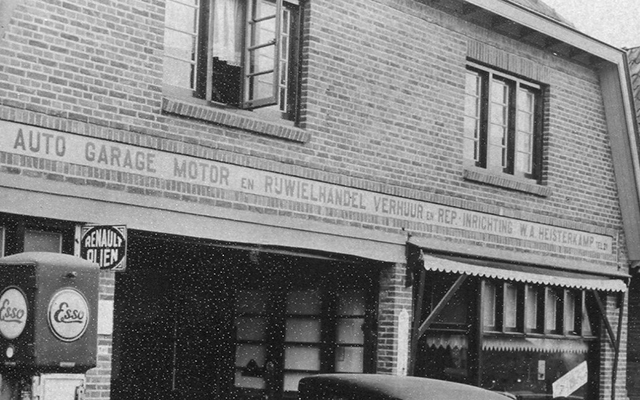 AUTO GARAGE MOTOR EN RIJWIELHANDEL VERHUUR EN REP.-INRICHTING. W.A. HEISTERKAMP
RENAULT
OLIEN
Esso
Esso